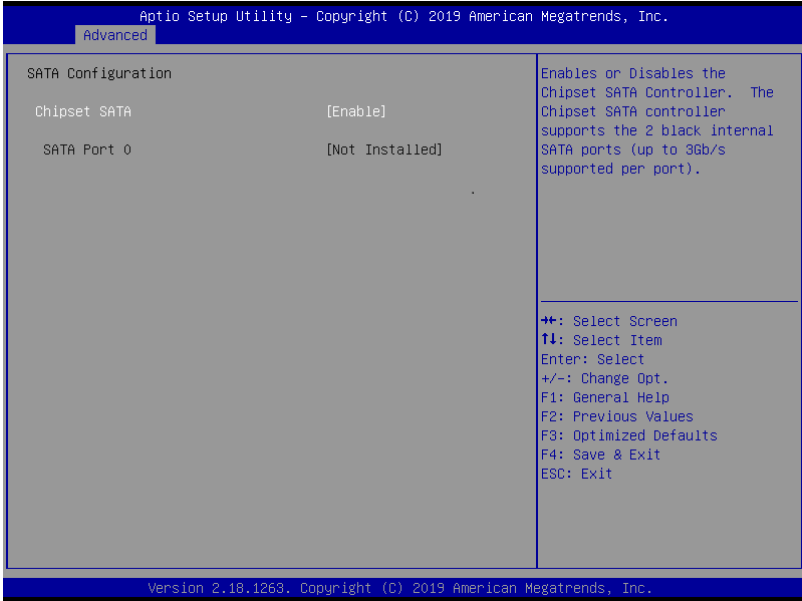 Aptio Setup Utility – Copyright (C) 2019 American Megatrends, Inc.
Advanced
SATA Configuration
Chipset SATA [Enable]
SATA Port 0 [Not Installed]
Enables or Disables the
Chipset SATA Controller. The
Chipset SATA controller
supports the 2 black internal
SATA ports (up to 3Gb/s
supported per port).
→←: Select Screen
↑↓: Select Item
Enter: Select
+/-: Change Opt.
F1: General Help
F2: Previous Values
F3: Optimized Defaults
F4: Save & Exit
ESC: Exit
Version 2.18.1263. Copyright (C) 2019 American Megatrends, Inc.